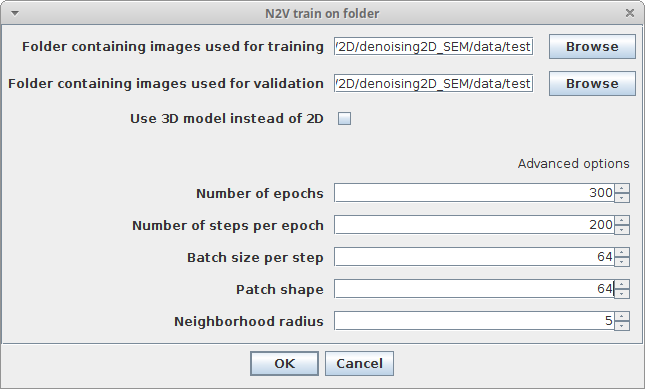 N2V train on folder
Folder containing images used for training /2D/denoising2D_SEM/data/test Browse
Folder containing images used for validation /2D/denoising2D_SEM/data/test Browse
Use 3D model instead of 2D
Advanced options
Number of epochs 300
Number of steps per epoch 200
Batch size per step 64
Patch shape 64
Neighborhood radius 5
OK Cancel